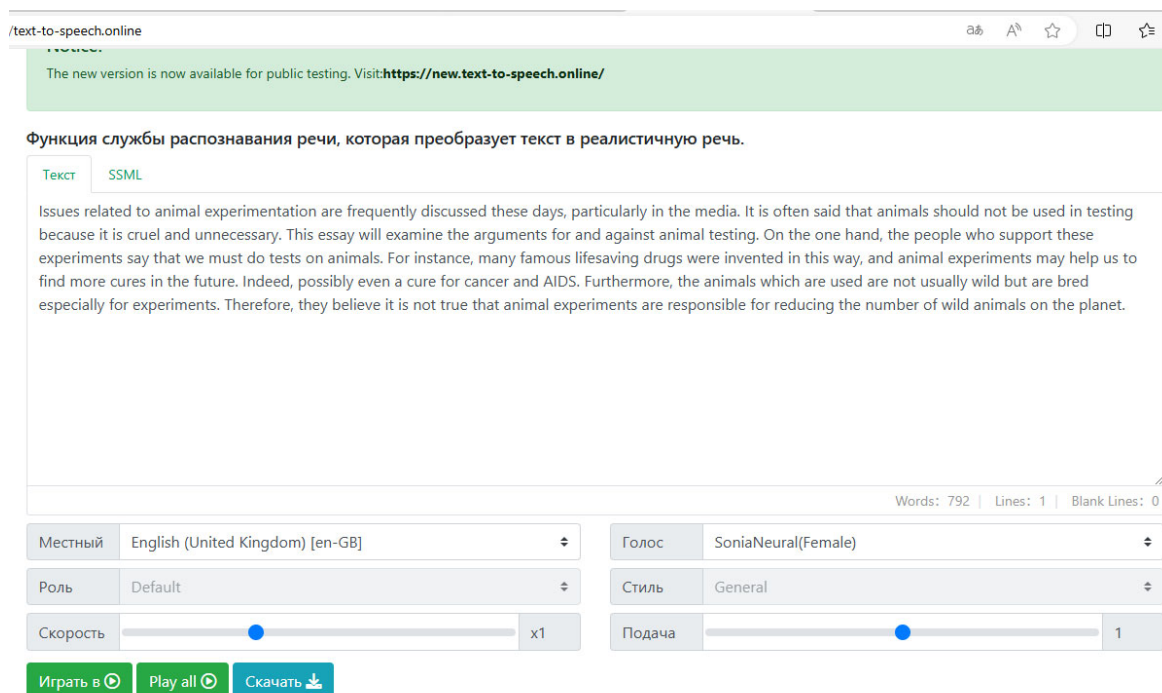 /text-to-speech.online
Notice:
The new version is now available for public testing. Visit:https://new.text-to-speech.online/
Функция службы распознавания речи, которая преобразует текст в реалистичную речь.
Текст SSML
Issues related to animal experimentation are frequently discussed these days, particularly in the media. It is often said that animals should not be used in testing
because it is cruel and unnecessary. This essay will examine the arguments for and against animal testing. On the one hand, the people who support these
experiments say that we must do tests on animals. For instance, many famous lifesaving drugs were invented in this way, and animal experiments may help us to
find more cures in the future. Indeed, possibly even a cure for cancer and AIDS. Furthermore, the animals which are used are not usually wild but are bred
especially for experiments. Therefore, they believe it is not true that animal experiments are responsible for reducing the number of wild animals on the planet.
Words: 792 | Lines: 1 | Blank Lines: 0
Местный English (United Kingdom) [en-GB] Голос SoniaNeural(Female)
Роль Default Стиль General
Скорость x1 Подача 1
Играть в Play all Скачать